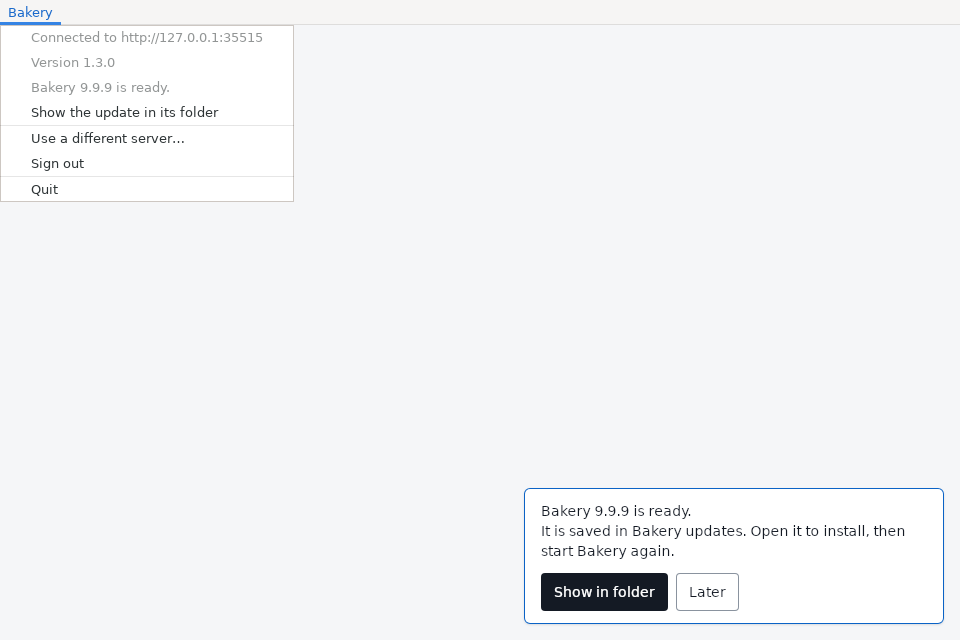 Bakery
Connected to http://127.0.0.1:35515
Version 1.3.0
Bakery 9.9.9 is ready.
Show the update in its folder
Use a different server...
Sign out
Quit
Bakery 9.9.9 is ready.
It is saved in Bakery updates. Open it to install, then
start Bakery again.
Show in folder
Later